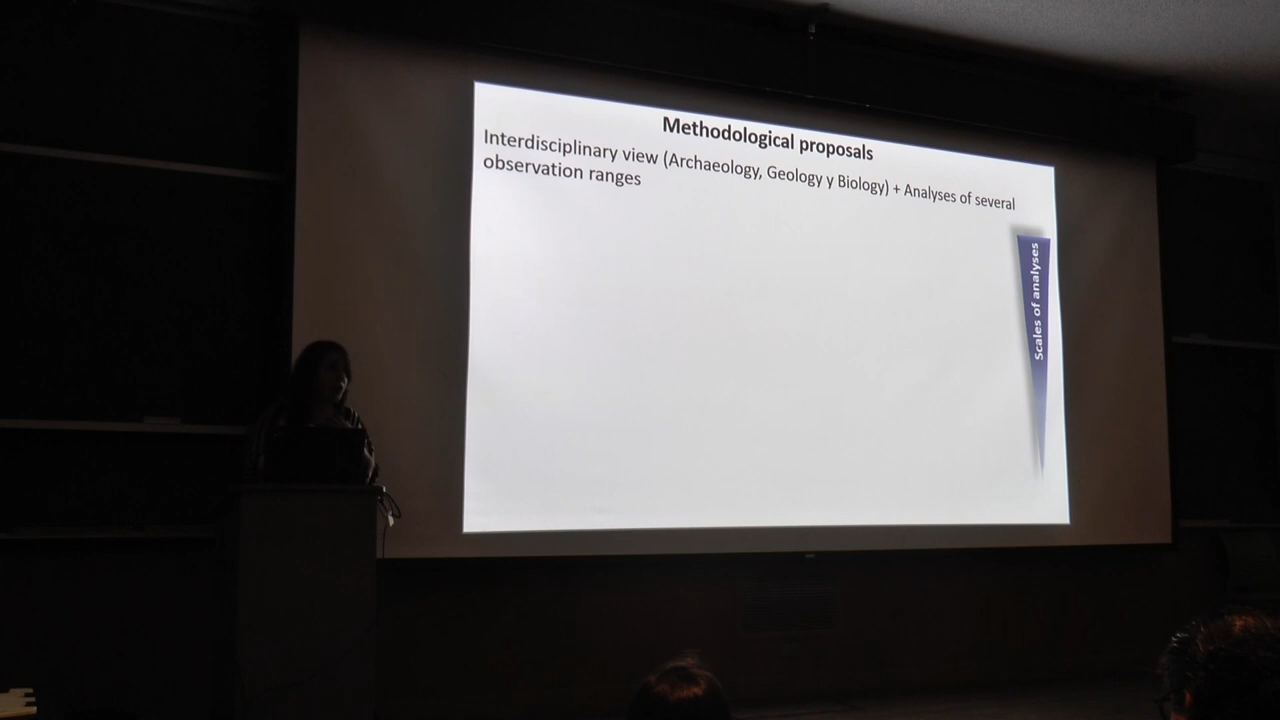 Methodological proposals
Interdisciplinary view (Archaeology, Geology y Biology) + Analyses of several
observation ranges
Scales of analyses